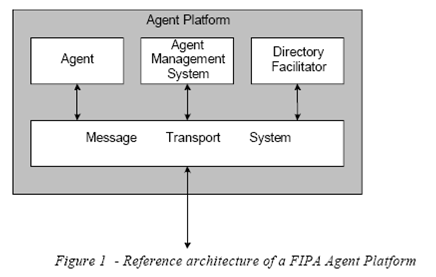 Agent Platform
Agent
Agent
Management
System
Directory
Facilitator
Message Transport System
Figure 1 - Reference architecture of a FIPA Agent Platform